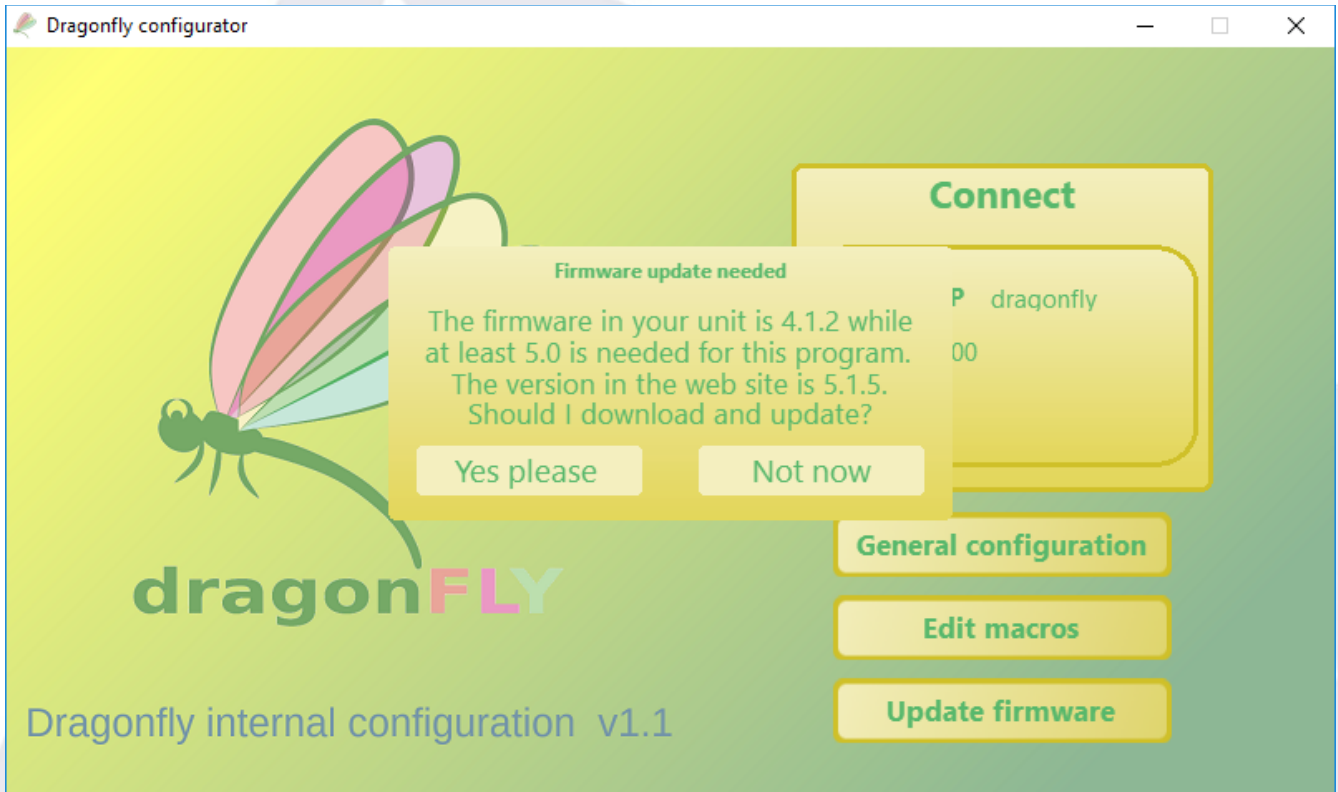 Dragonfly configurator
Connect
P dragonfly
00
Firmware update needed
The firmware in your unit is 4.1.2 while
at least 5.0 is needed for this program.
The version in the web site is 5.1.5.
Should I download and update?
Yes please
Not now
General configuration
Edit macros
Update firmware
dragonFLY
Dragonfly internal configuration v1.1